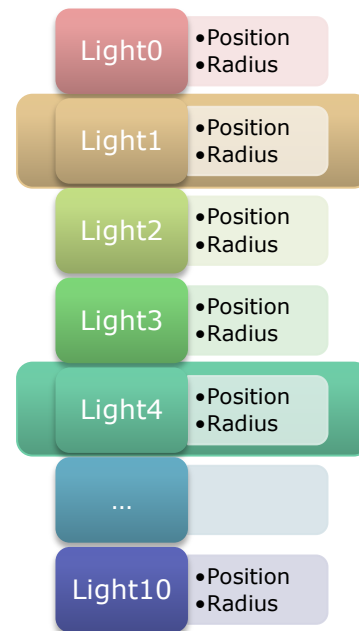 Light0
•Position
•Radius
Light1
•Position
•Radius
Light2
•Position
•Radius
Light3
•Position
•Radius
Light4
•Position
•Radius
...
Light10
•Position
•Radius